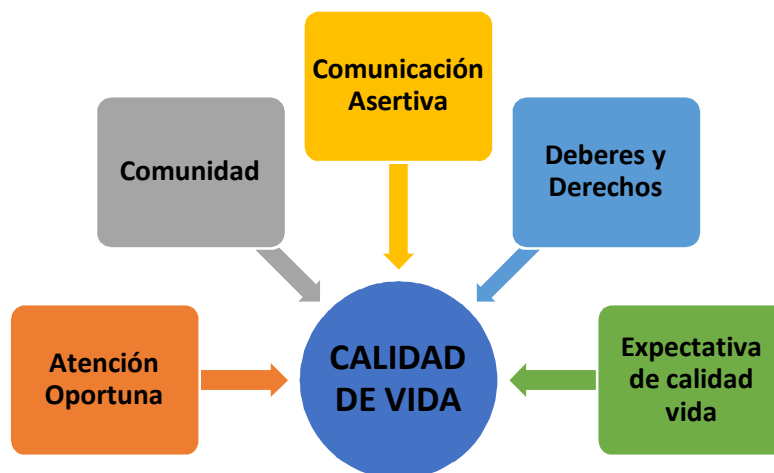 Comunicación
Asertiva
Comunidad
Deberes y
Derechos
Atención
Oportuna
CALIDAD
DE VIDA
Expectativa
de calidad
vida